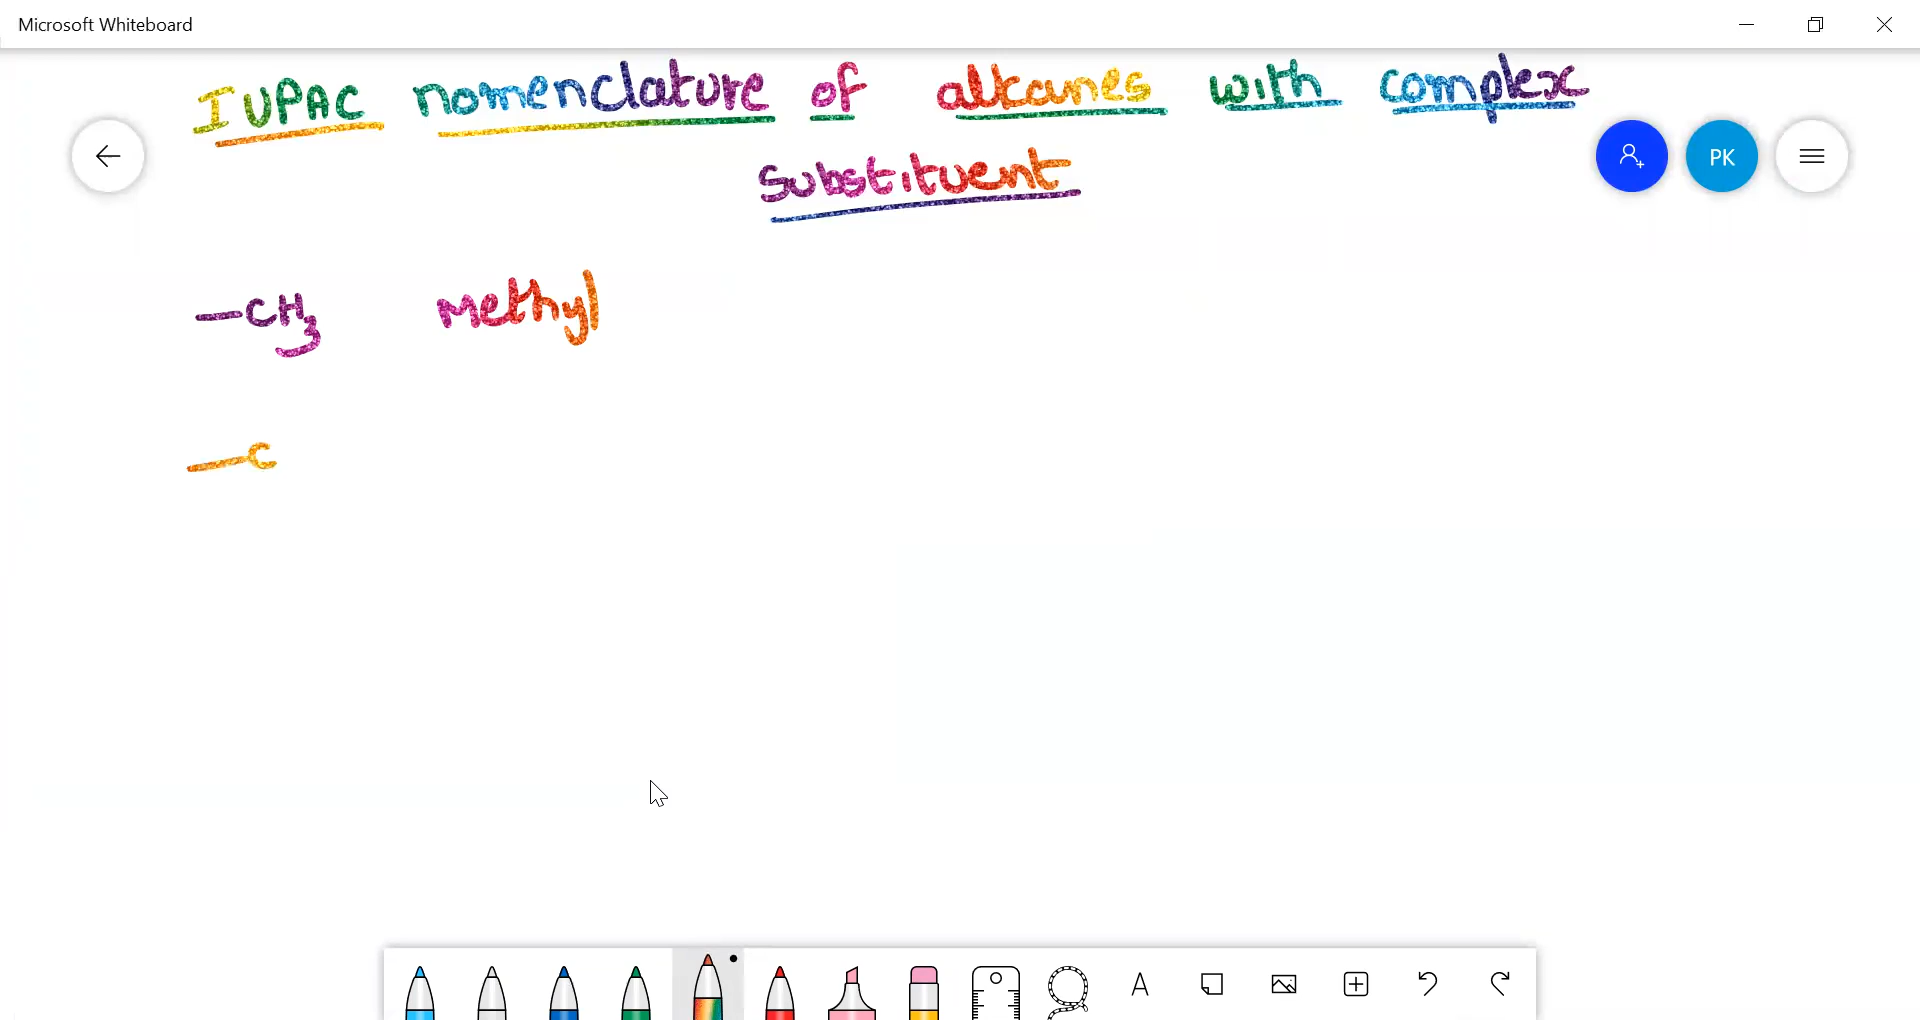 Microsoft Whiteboard
IUPAC nomenclature of alkanes with complex
substituent
PK
—CH₃ Methyl
—C